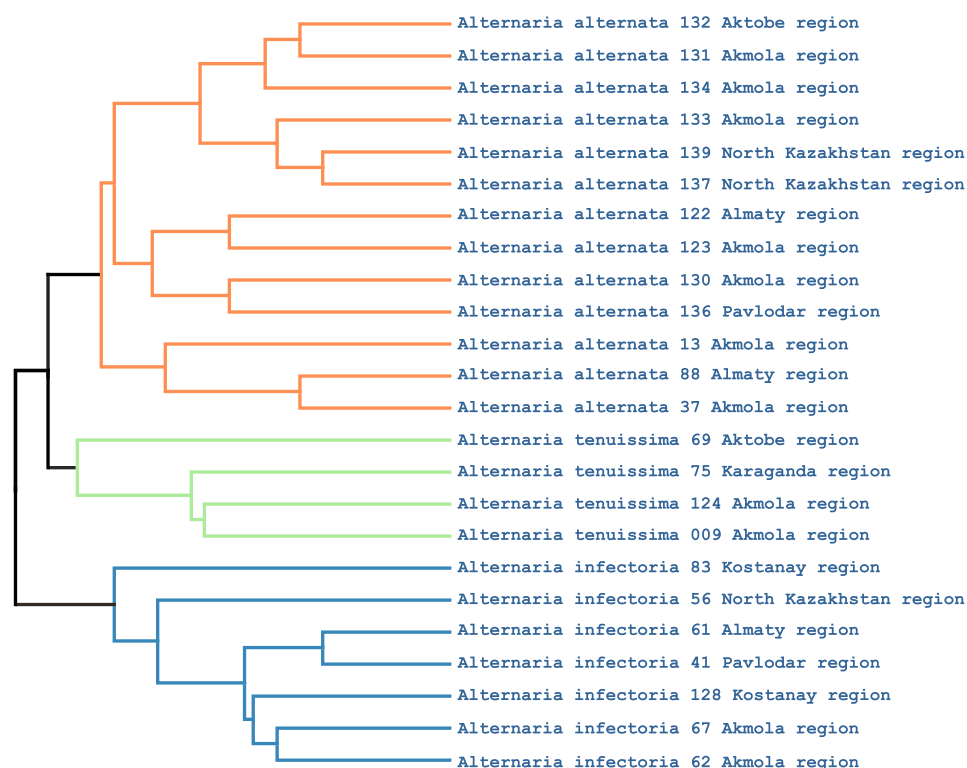 Alternaria alternata 132 Aktobe region
Alternaria alternata 131 Akmola region
Alternaria alternata 134 Akmola region
Alternaria alternata 133 Akmola region
Alternaria alternata 139 North Kazakhstan region
Alternaria alternata 137 North Kazakhstan region
Alternaria alternata 122 Almaty region
Alternaria alternata 123 Akmola region
Alternaria alternata 130 Akmola region
Alternaria alternata 136 Pavlodar region
Alternaria alternata 13 Akmola region
Alternaria alternata 88 Almaty region
Alternaria alternata 37 Akmola region
Alternaria tenuissima 69 Aktobe region
Alternaria tenuissima 75 Karaganda region
Alternaria tenuissima 124 Akmola region
Alternaria tenuissima 009 Akmola region
Alternaria infectoria 83 Kostanay region
Alternaria infectoria 56 North Kazakhstan region
Alternaria infectoria 61 Almaty region
Alternaria infectoria 41 Pavlodar region
Alternaria infectoria 128 Kostanay region
Alternaria infectoria 67 Akmola region
Alternaria infectoria 62 Akmola region